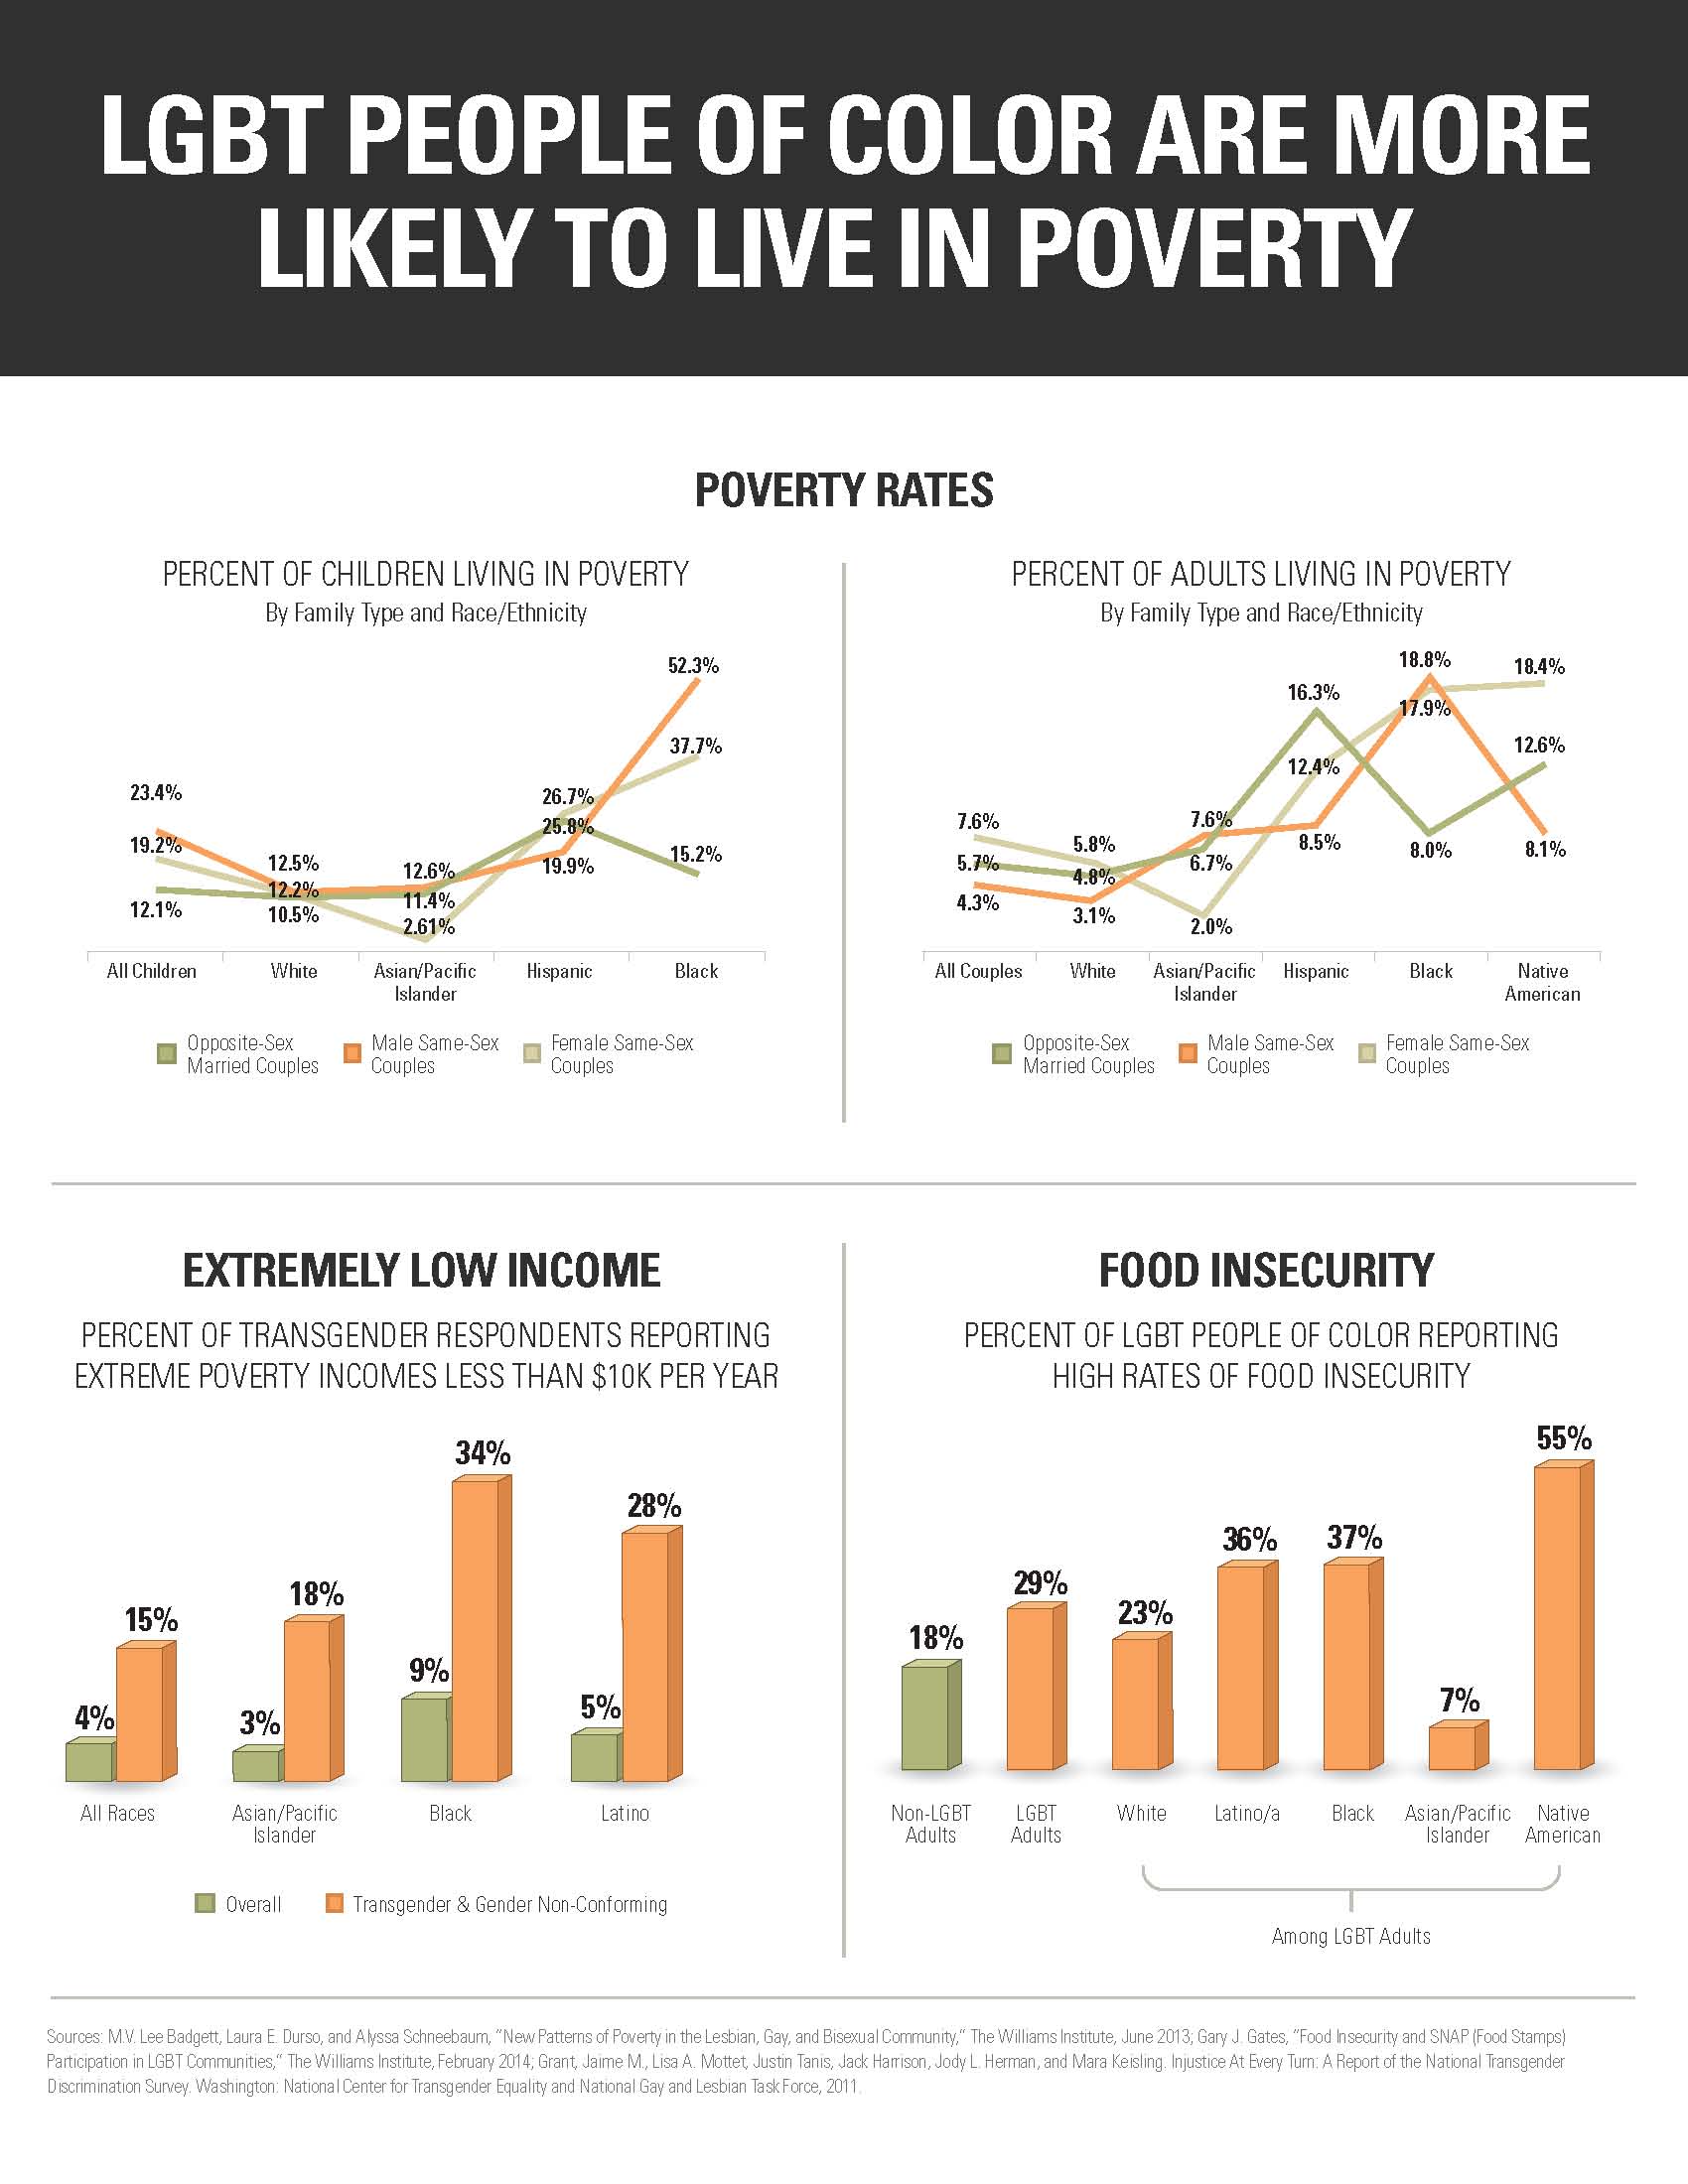 LGBT PEOPLE OF COLOR ARE MORE
LIKELY TO LIVE IN POVERTY
POVERTY RATES
PERCENT OF CHILDREN LIVING IN POVERTY
By Family Type and Race/Ethnicity
52.3%
37.7%
23.4%
26.7%
19.2%
25.8%
15.2%
12.5%
12.6%
19.9%
12.2%
11.4%
12.1%
10.5%
2.61%
All Children
White
Asian/Pacific
Islander
Hispanic
Black
Opposite-Sex
Married Couples
Male Same-Sex
Couples
Female Same-Sex
Couples
PERCENT OF ADULTS LIVING IN POVERTY
By Family Type and Race/Ethnicity
18.8%
18.4%
16.3%
17.9%
12.6%
12.4%
7.6%
7.6%
5.8%
8.5%
8.0%
8.1%
5.7%
4.8%
6.7%
4.3%
3.1%
2.0%
All Couples
White
Asian/Pacific
Islander
Hispanic
Black
Native
American
Opposite-Sex
Married Couples
Male Same-Sex
Couples
Female Same-Sex
Couples
EXTREMELY LOW INCOME
PERCENT OF TRANSGENDER RESPONDENTS REPORTING
EXTREME POVERTY INCOMES LESS THAN $10K PER YEAR
4%
15%
3%
18%
9%
34%
5%
28%
All Races
Asian/Pacific
Islander
Black
Latino
Overall
Transgender & Gender Non-Conforming
FOOD INSECURITY
PERCENT OF LGBT PEOPLE OF COLOR REPORTING
HIGH RATES OF FOOD INSECURITY
18%
29%
23%
36%
37%
7%
55%
Non-LGBT
Adults
LGBT
Adults
White
Latino/a
Black
Asian/Pacific
Islander
Native
American
Among LGBT Adults
Sources: M.V. Lee Badgett, Laura E. Durso, and Alyssa Schneebaum, "New Patterns of Poverty in the Lesbian, Gay, and Bisexual Community," The Williams Institute, June 2013; Gary J. Gates, "Food Insecurity and SNAP (Food Stamps)
Participation in LGBT Communities," The Williams Institute, February 2014; Grant, Jaime M., Lisa A. Mottet, Justin Tanis, Jack Harrison, Jody L. Herman, and Mara Keisling. Injustice At Every Turn: A Report of the National Transgender
Discrimination Survey. Washington: National Center for Transgender Equality and National Gay and Lesbian Task Force, 2011.